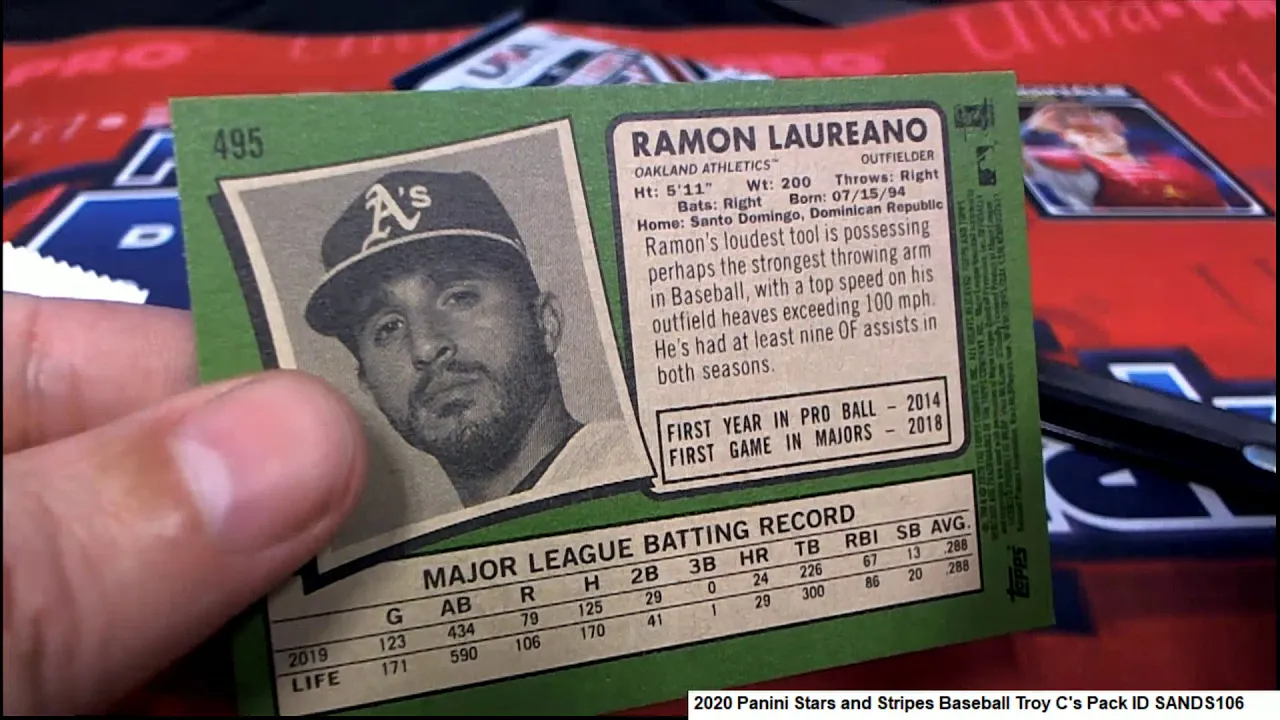 495
A's
RAMON LAUREANO
OAKLAND ATHLETICS™ OUTFIELDER
Ht: 5'11" Wt: 200 Throws: Right
Bats: Right Born: 07/15/94
Home: Santo Domingo, Dominican Republic
Ramon's loudest tool is possessing
perhaps the strongest throwing arm
in Baseball, with a top speed on his
outfield heaves exceeding 100 mph.
He's had at least nine OF assists in
both seasons.
FIRST YEAR IN PRO BALL – 2014
FIRST GAME IN MAJORS – 2018
MAJOR LEAGUE BATTING RECORD
G AB R H 2B 3B HR TB RBI SB AVG.
2019 123 434 79 125 29 0 24 226 67 13 .288
LIFE 171 590 106 170 41 1 29 300 86 20 .288
Topps
USA
PRO
Ultra PRO
2020 Panini Stars and Stripes Baseball Troy C's Pack ID SANDS106